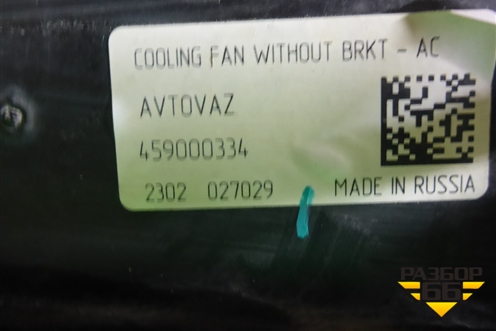 COOLING FAN WITHOUT BRKT - AC
AVTOVAZ
459000334
2302 027029 MADE IN RUSSIA
РАЗБОР
66